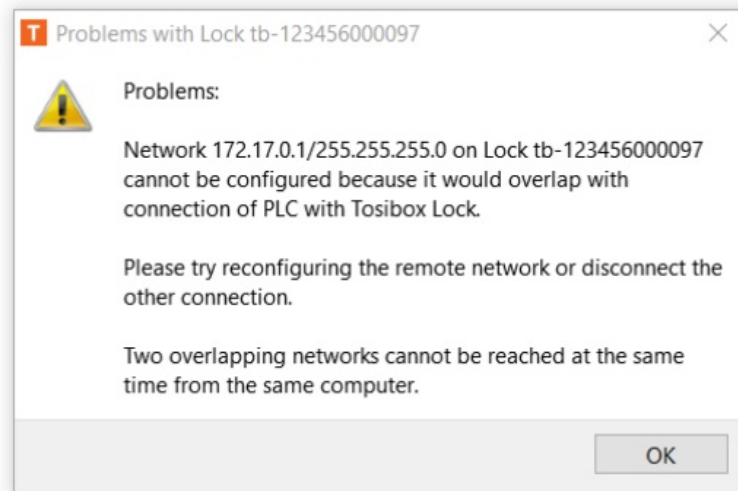 T Problems with Lock tb-123456000097
Problems:
Network 172.17.0.1/255.255.255.0 on Lock tb-123456000097
cannot be configured because it would overlap with
connection of PLC with Tosibox Lock.
Please try reconfiguring the remote network or disconnect the
other connection.
Two overlapping networks cannot be reached at the same
time from the same computer.
OK